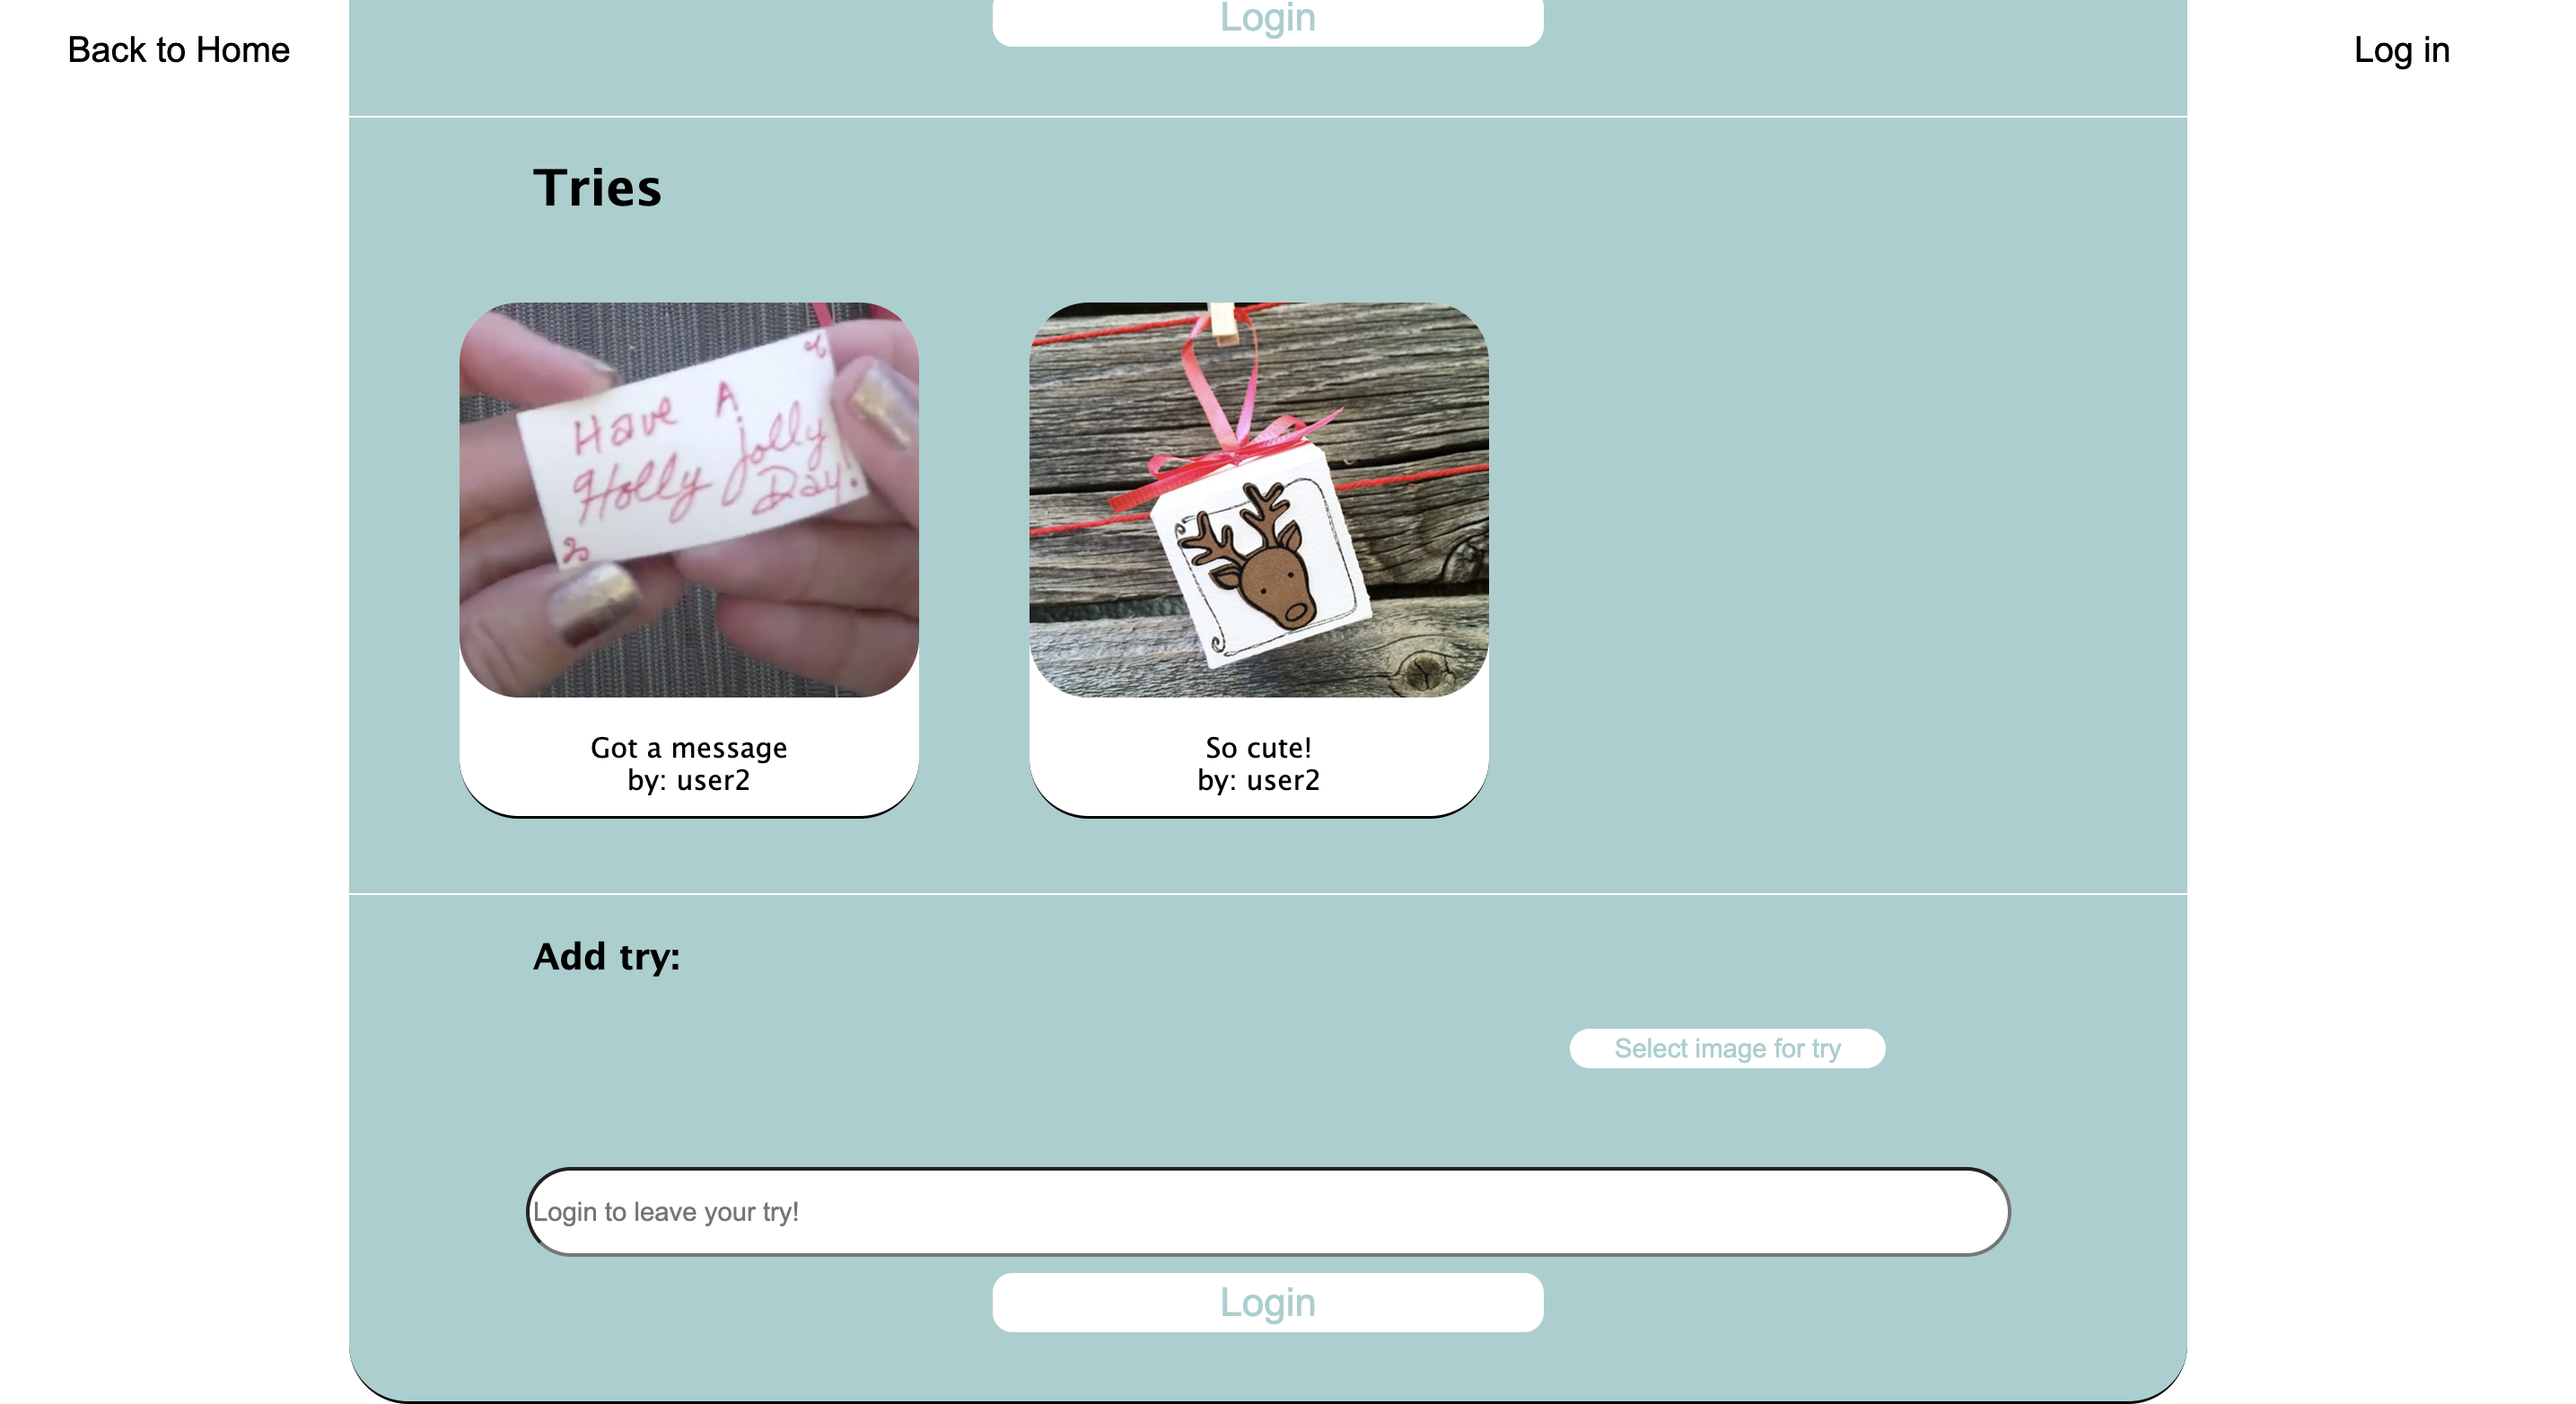 Login
Back to Home
Log in
Tries
Have A
Holly Jolly
Day!
Got a message
by: user2
So cute!
by: user2
Add try:
Select image for try
Login to leave your try!
Login